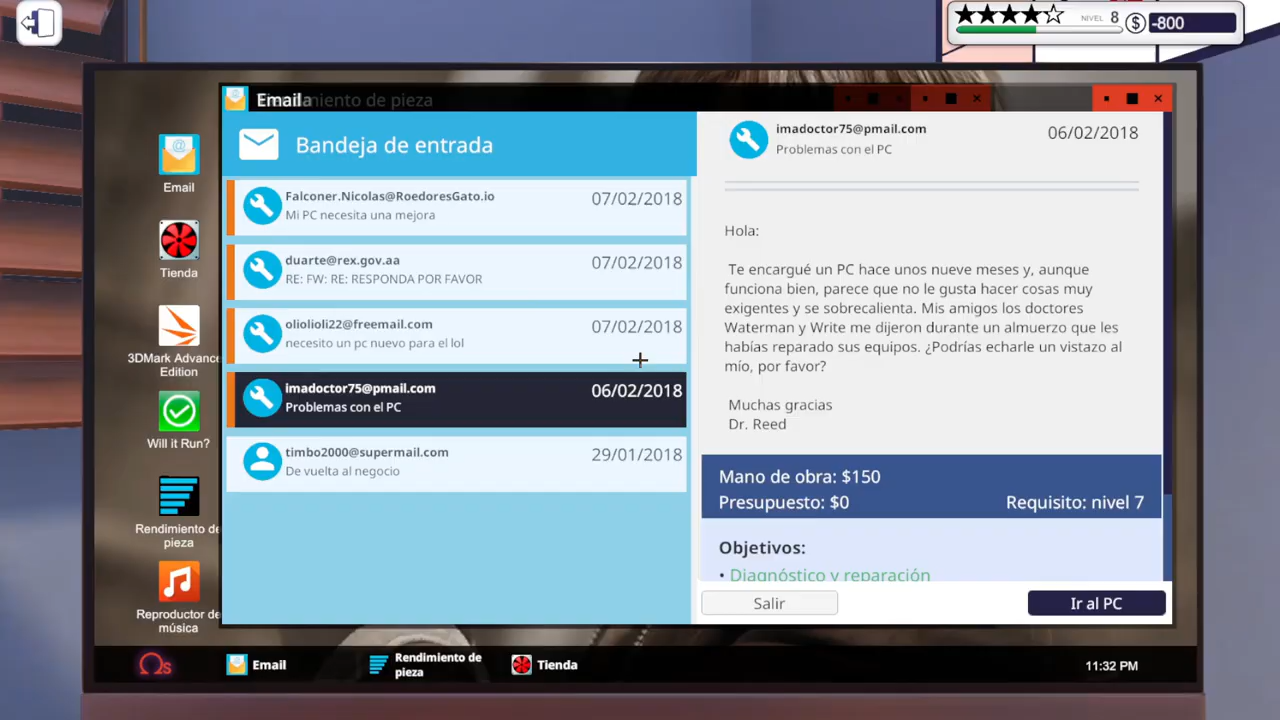 NIVEL 8
$ -800
Email
Rendimiento de pieza
Bandeja de entrada
Falconer.Nicolas@RoedoresGato.io
07/02/2018
Mi PC necesita una mejora
duarte@rex.gov.aa
07/02/2018
RE: FW: RE: RESPONDA POR FAVOR
oliolioli22@freemail.com
07/02/2018
necesito un pc nuevo para el lol
imadoctor75@pmail.com
06/02/2018
Problemas con el PC
timbo2000@supermail.com
29/01/2018
De vuelta al negocio
imadoctor75@pmail.com
06/02/2018
Problemas con el PC
Hola:
Te encargué un PC hace unos nueve meses y, aunque
funciona bien, parece que no le gusta hacer cosas muy
exigentes y se sobrecalienta. Mis amigos los doctores
Waterman y Write me dijeron durante un almuerzo que les
habías reparado sus equipos. ¿Podrías echarle un vistazo al
mío, por favor?
Muchas gracias
Dr. Reed
Mano de obra: $150
Presupuesto: $0
Requisito: nivel 7
Objetivos:
• Diagnóstico y reparación
Salir
Ir al PC
Email
Tienda
3DMark Advance
Edition
Will it Run?
Rendimiento de
pieza
Reproductor de
música
Ωs
Email
Rendimiento de
pieza
Tienda
11:32 PM